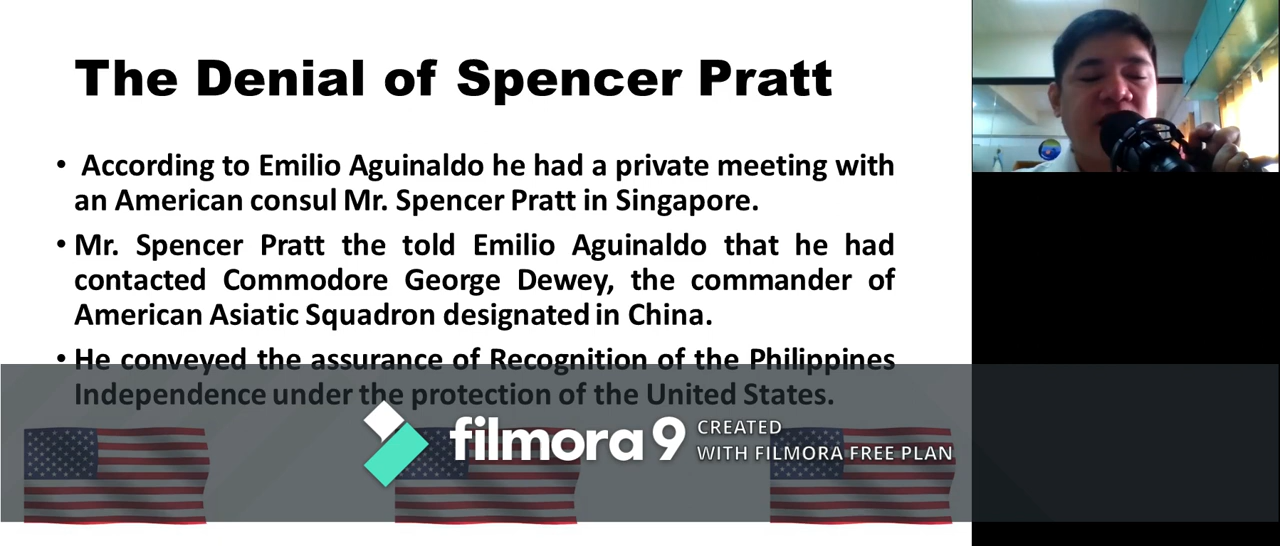 The Denial of Spencer Pratt
• According to Emilio Aguinaldo he had a private meeting with
an American consul Mr. Spencer Pratt in Singapore.
• Mr. Spencer Pratt the told Emilio Aguinaldo that he had
contacted Commodore George Dewey, the commander of
American Asiatic Squadron designated in China.
• He conveyed the assurance of Recognition of the Philippines
Independence under the protection of the United States.
filmora 9
CREATED
WITH FILMORA FREE PLAN